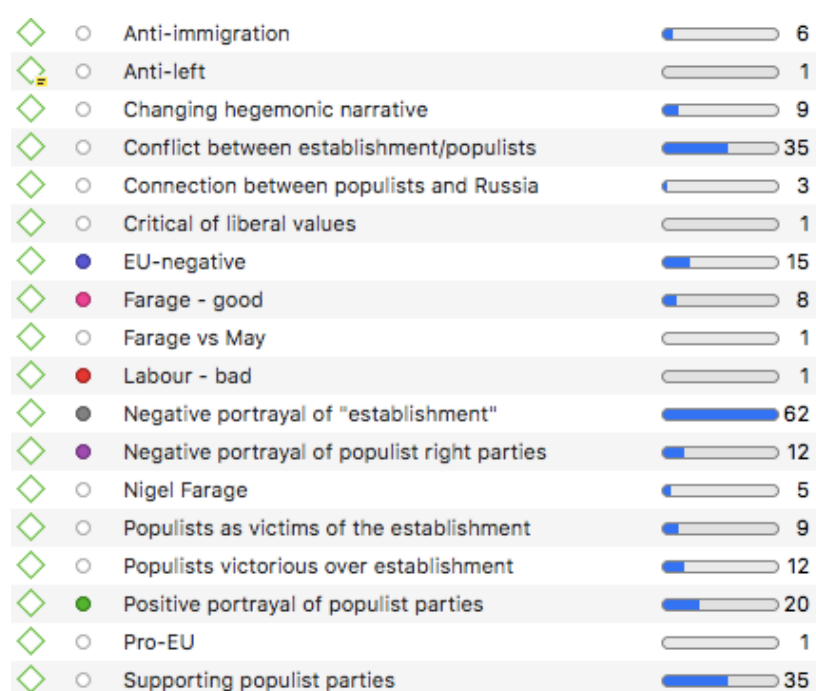 Anti-immigration 6
Anti-left 1
Changing hegemonic narrative 9
Conflict between establishment/populists 35
Connection between populists and Russia 3
Critical of liberal values 1
EU-negative 15
Farage - good 8
Farage vs May 1
Labour - bad 1
Negative portrayal of "establishment" 62
Negative portrayal of populist right parties 12
Nigel Farage 5
Populists as victims of the establishment 9
Populists victorious over establishment 12
Positive portrayal of populist parties 20
Pro-EU 1
Supporting populist parties 35